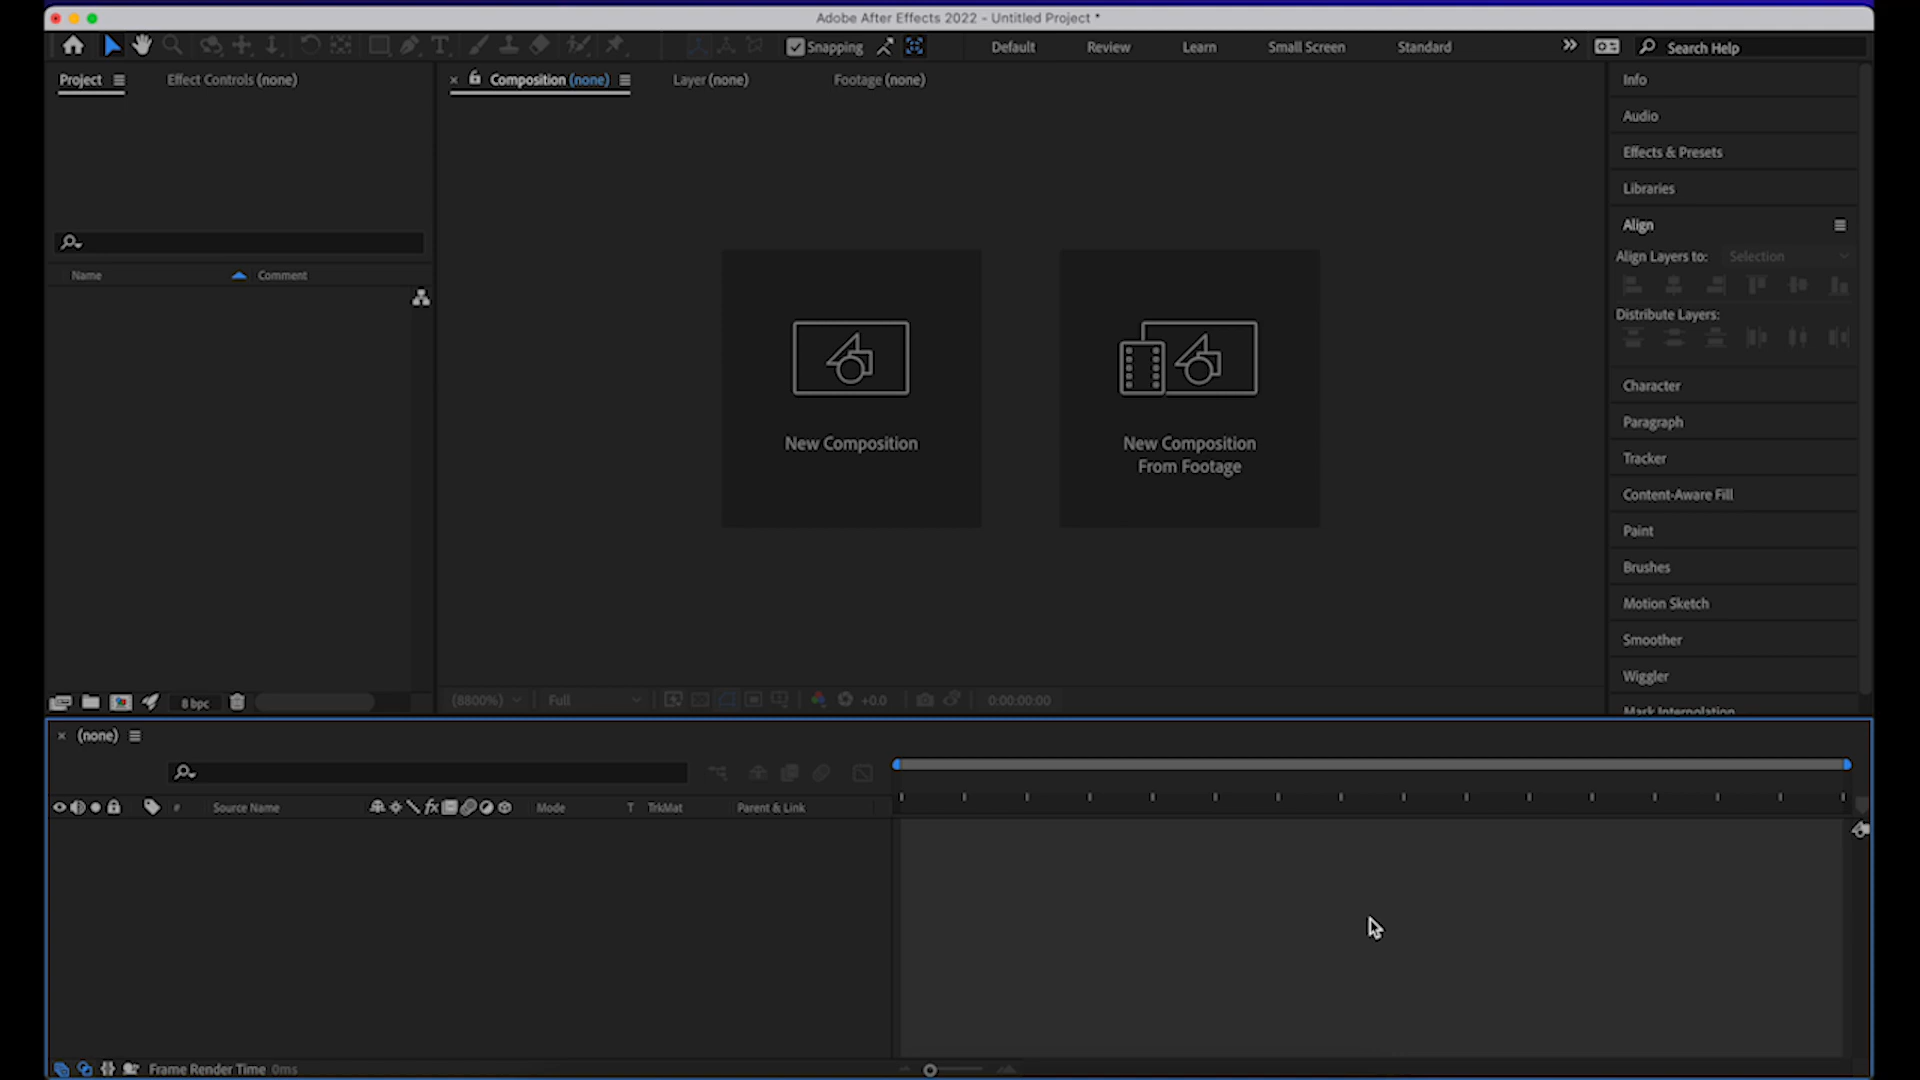 Adobe After Effects 2022 - Untitled Project *
Snapping
Default
Review
Learn
Small Screen
Standard
Search Help
Project
Effect Controls (none)
Composition (none)
Layer (none)
Footage (none)
Name
Comment
New Composition
New Composition
From Footage
Info
Audio
Effects & Presets
Libraries
Align
Align Layers to: Selection
Distribute Layers:
Character
Paragraph
Tracker
Content-Aware Fill
Paint
Brushes
Motion Sketch
Smoother
Wiggler
Mask Interpolation
8 bpc
(8800%)
Full
+0.0
0:00:00:00
(none)
# Source Name
fx
Mode
T TrkMat
Parent & Link
Frame Render Time 0ms